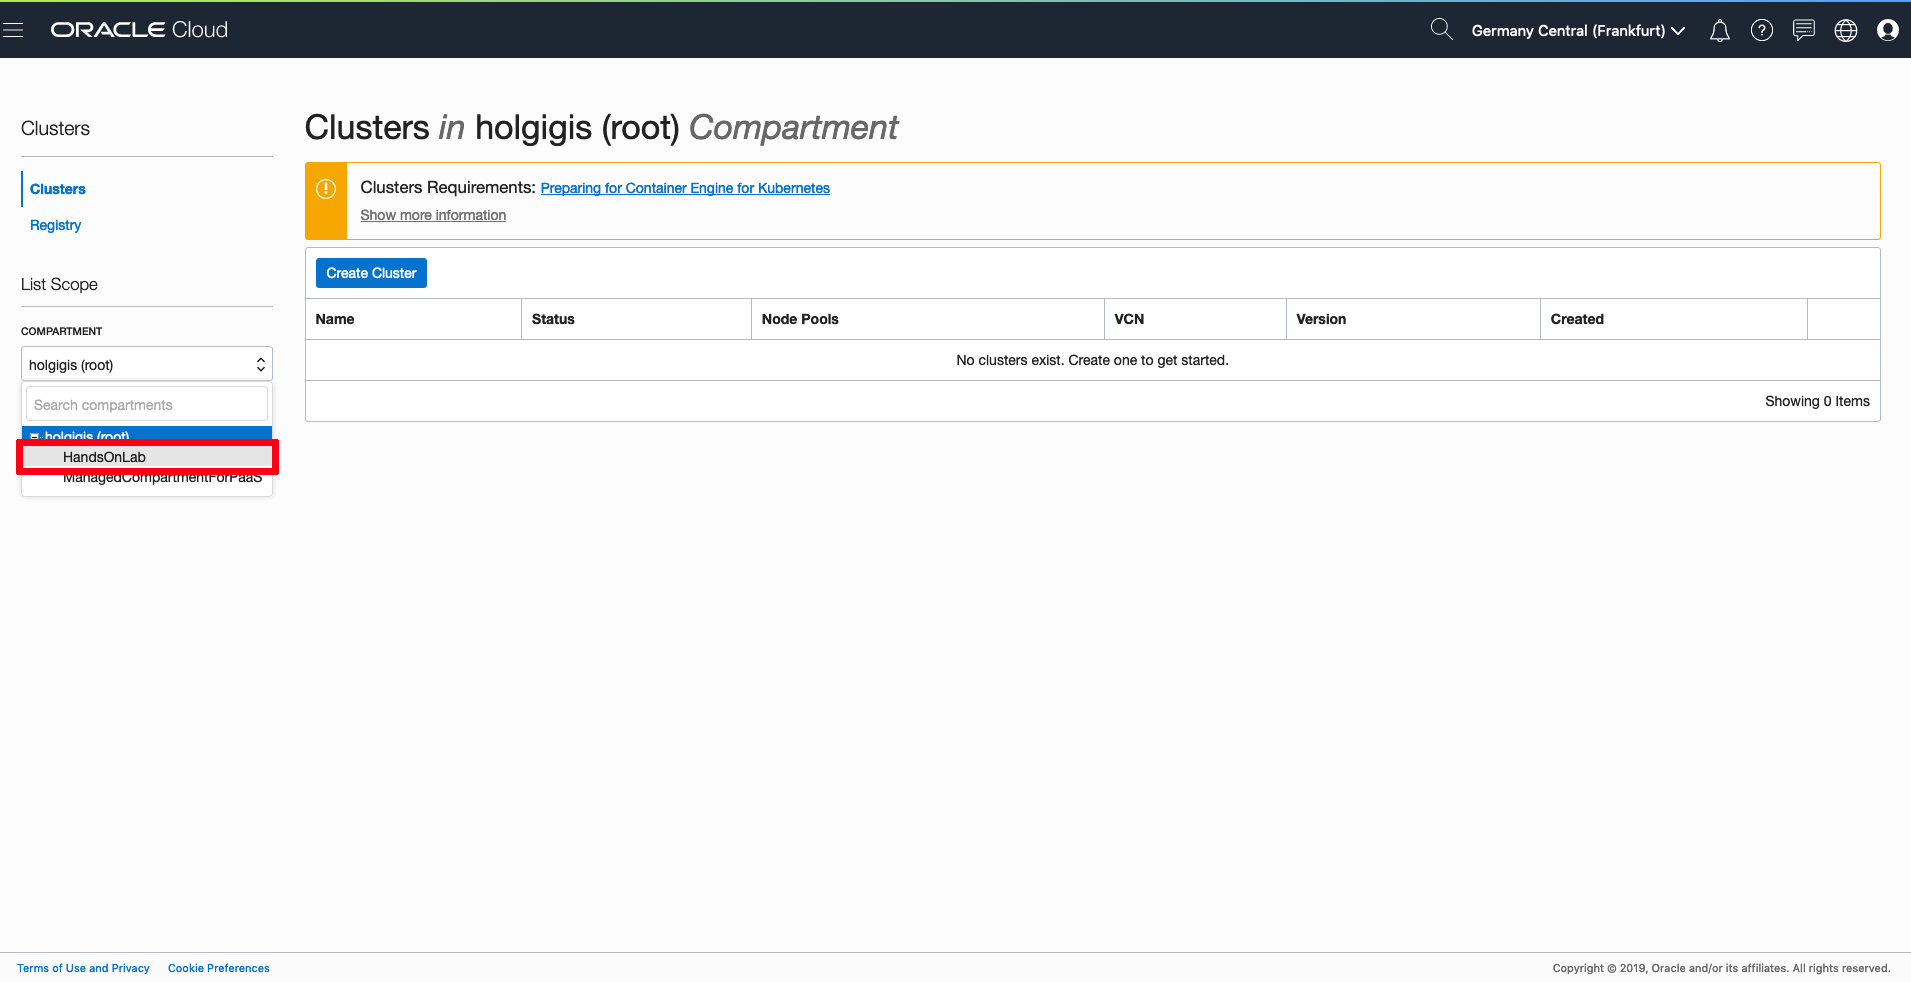 ORACLE Cloud
Germany Central (Frankfurt)
Clusters
Clusters
Registry
List Scope
COMPARTMENT
holgigis (root)
Search compartments
holgigis (root)
HandsOnLab
ManagedCompartmentForPaaS
Clusters in holgigis (root) Compartment
Clusters Requirements: Preparing for Container Engine for Kubernetes
Show more information
Create Cluster
Name Status Node Pools VCN Version Created
No clusters exist. Create one to get started.
Showing 0 Items
Terms of Use and Privacy Cookie Preferences
Copyright © 2019, Oracle and/or its affiliates. All rights reserved.